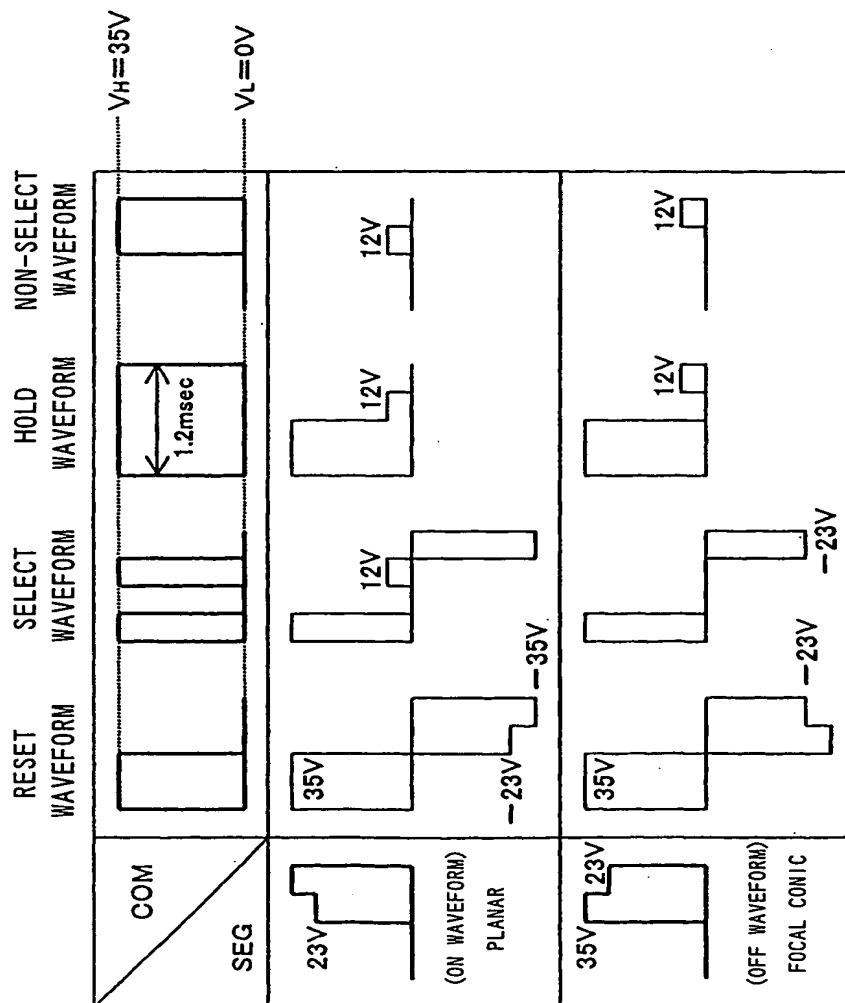 RESET
WAVEFORM
SELECT
WAVEFORM
HOLD
WAVEFORM
NON-SELECT
WAVEFORM
COM
SEG
1.2msec
VH=35V
VL=0V
23V
(ON WAVEFORM)
PLANAR
35V
-23V
-35V
12V
12V
12V
35V
23V
(OFF WAVEFORM)
FOCAL CONIC
35V
-23V
-23V
12V
12V